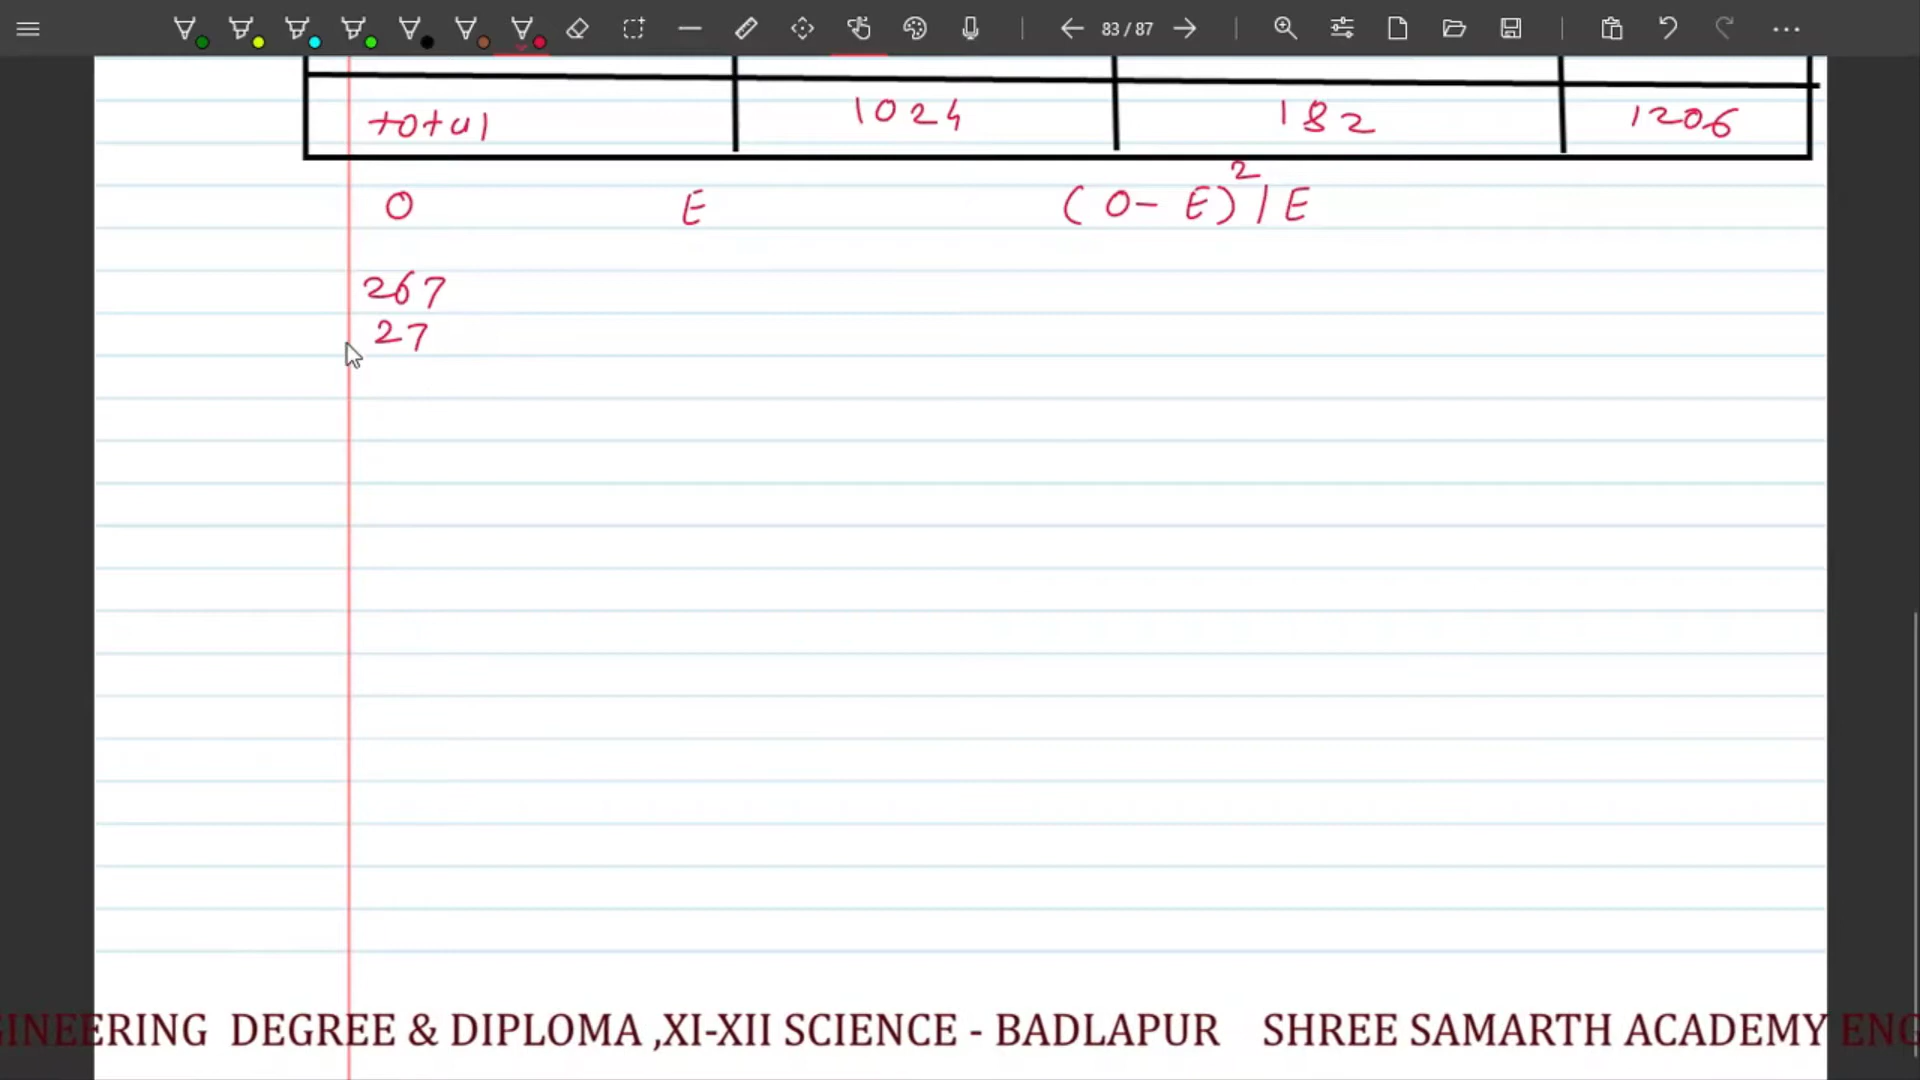 83 / 87
total 1024 182 1206
O E (O- E)² / E
267
27
GINEERING DEGREE & DIPLOMA ,XI-XII SCIENCE - BADLAPUR SHREE SAMARTH ACADEMY ENG